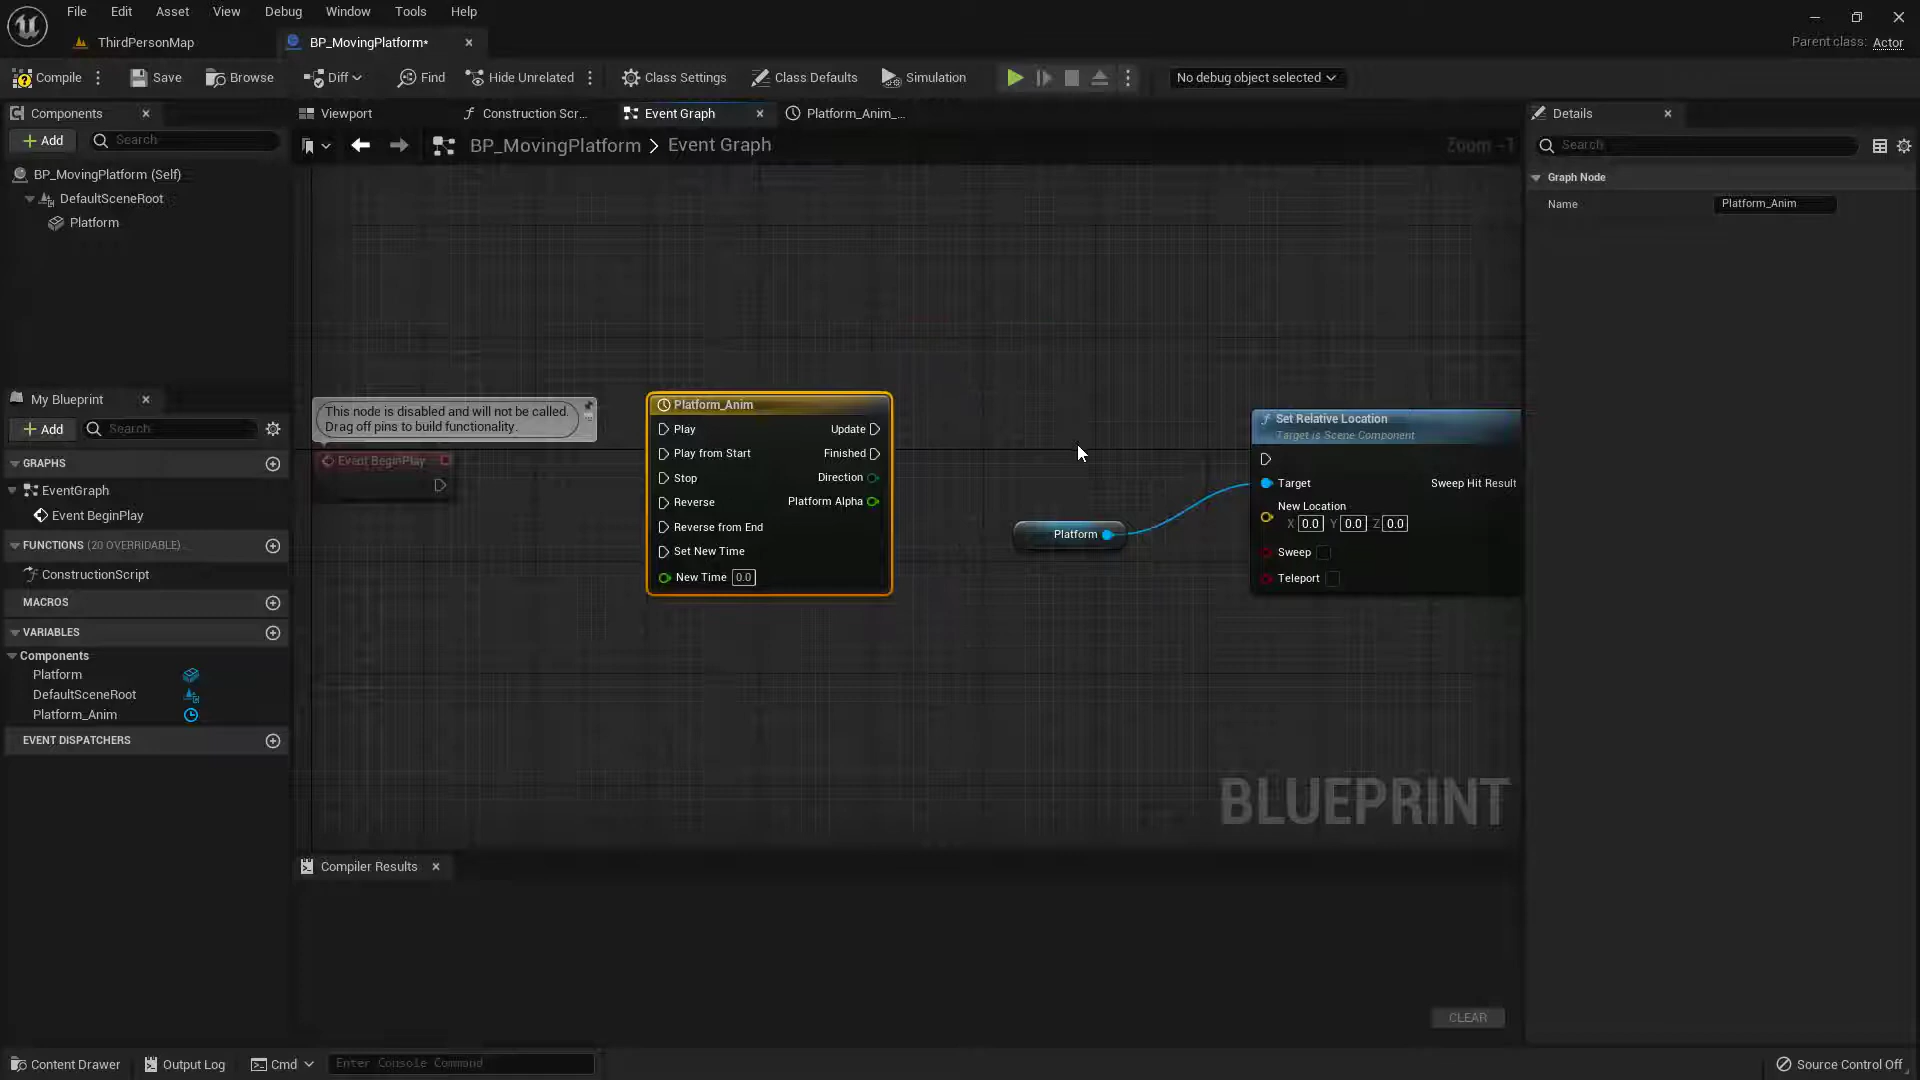 File Edit Asset View Debug Window Tools Help
ThirdPersonMap
BP_MovingPlatform*
Parent class: Actor
Compile
Save
Browse
Diff
Find
Hide Unrelated
Class Settings
Class Defaults
Simulation
No debug object selected
Components
Viewport
Construction Scr...
Event Graph
Platform_Anim_...
Details
Add
Search
BP_MovingPlatform > Event Graph
Zoom -1
Search
BP_MovingPlatform (Self)
DefaultSceneRoot
Platform
Graph Node
Name
Platform_Anim
My Blueprint
Add
Search
GRAPHS
EventGraph
Event BeginPlay
FUNCTIONS (20 OVERRIDABLE)
ConstructionScript
MACROS
VARIABLES
Components
Platform
DefaultSceneRoot
Platform_Anim
EVENT DISPATCHERS
This node is disabled and will not be called.
Drag off pins to build functionality.
Event BeginPlay
Platform_Anim
Play
Update
Play from Start
Finished
Stop
Direction
Reverse
Platform Alpha
Reverse from End
Set New Time
New Time 0.0
Platform
Set Relative Location
Target is Scene Component
Target
Sweep Hit Result
New Location
X 0.0 Y 0.0 Z 0.0
Sweep
Teleport
BLUEPRINT
Compiler Results
CLEAR
Content Drawer
Output Log
Cmd
Enter Console Command
Source Control Off